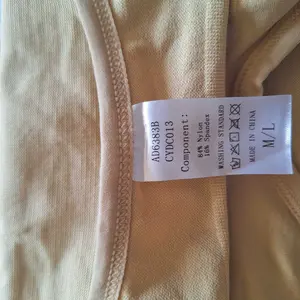 AD6383B
CYDC013
Component:
84% Nylon
16% Spandex
WASHING STANDARD
MADE IN CHINA
M/L